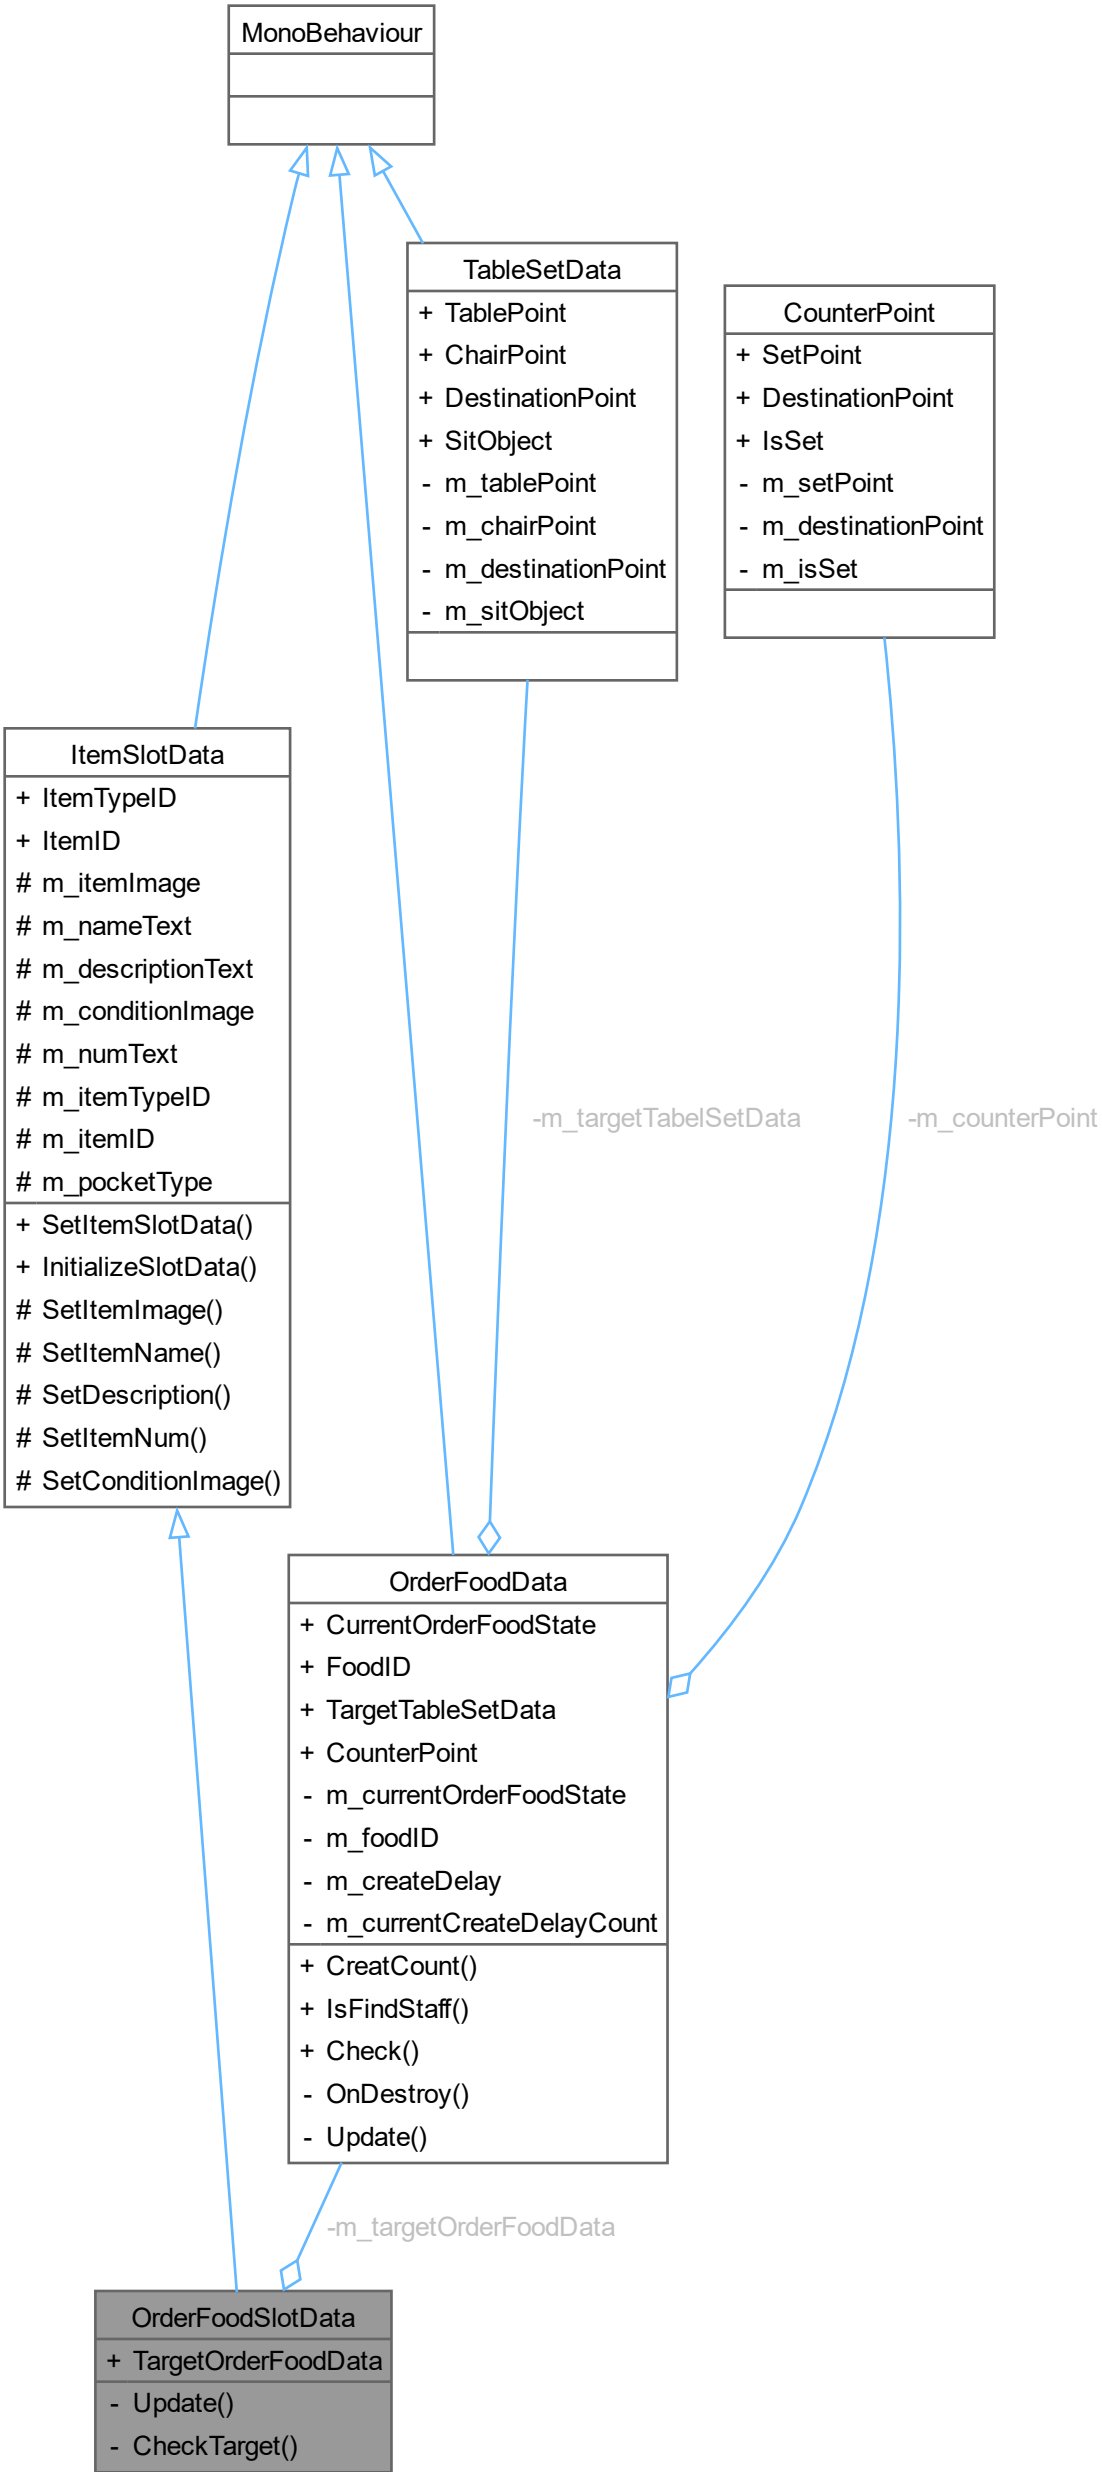 MonoBehaviour
TableSetData
+ TablePoint
+ ChairPoint
+ DestinationPoint
+ SitObject
- m_tablePoint
- m_chairPoint
- m_destinationPoint
- m_sitObject
CounterPoint
+ SetPoint
+ DestinationPoint
+ IsSet
- m_setPoint
- m_destinationPoint
- m_isSet
ItemSlotData
+ ItemTypeID
+ ItemID
# m_itemImage
# m_nameText
# m_descriptionText
# m_conditionImage
# m_numText
# m_itemTypeID
# m_itemID
# m_pocketType
+ SetItemSlotData()
+ InitializeSlotData()
# SetItemImage()
# SetItemName()
# SetDescription()
# SetItemNum()
# SetConditionImage()
-m_targetTabelSetData
-m_counterPoint
OrderFoodData
+ CurrentOrderFoodState
+ FoodID
+ TargetTableSetData
+ CounterPoint
- m_currentOrderFoodState
- m_foodID
- m_createDelay
- m_currentCreateDelayCount
+ CreatCount()
+ IsFindStaff()
+ Check()
- OnDestroy()
- Update()
-m_targetOrderFoodData
OrderFoodSlotData
+ TargetOrderFoodData
- Update()
- CheckTarget()